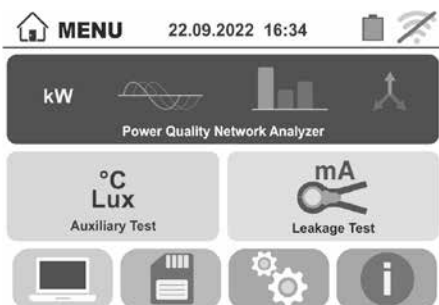 MENU 22.09.2022 16:34
kW
Power Quality Network Analyzer
°C
Lux
Auxiliary Test
mA
Leakage Test
i